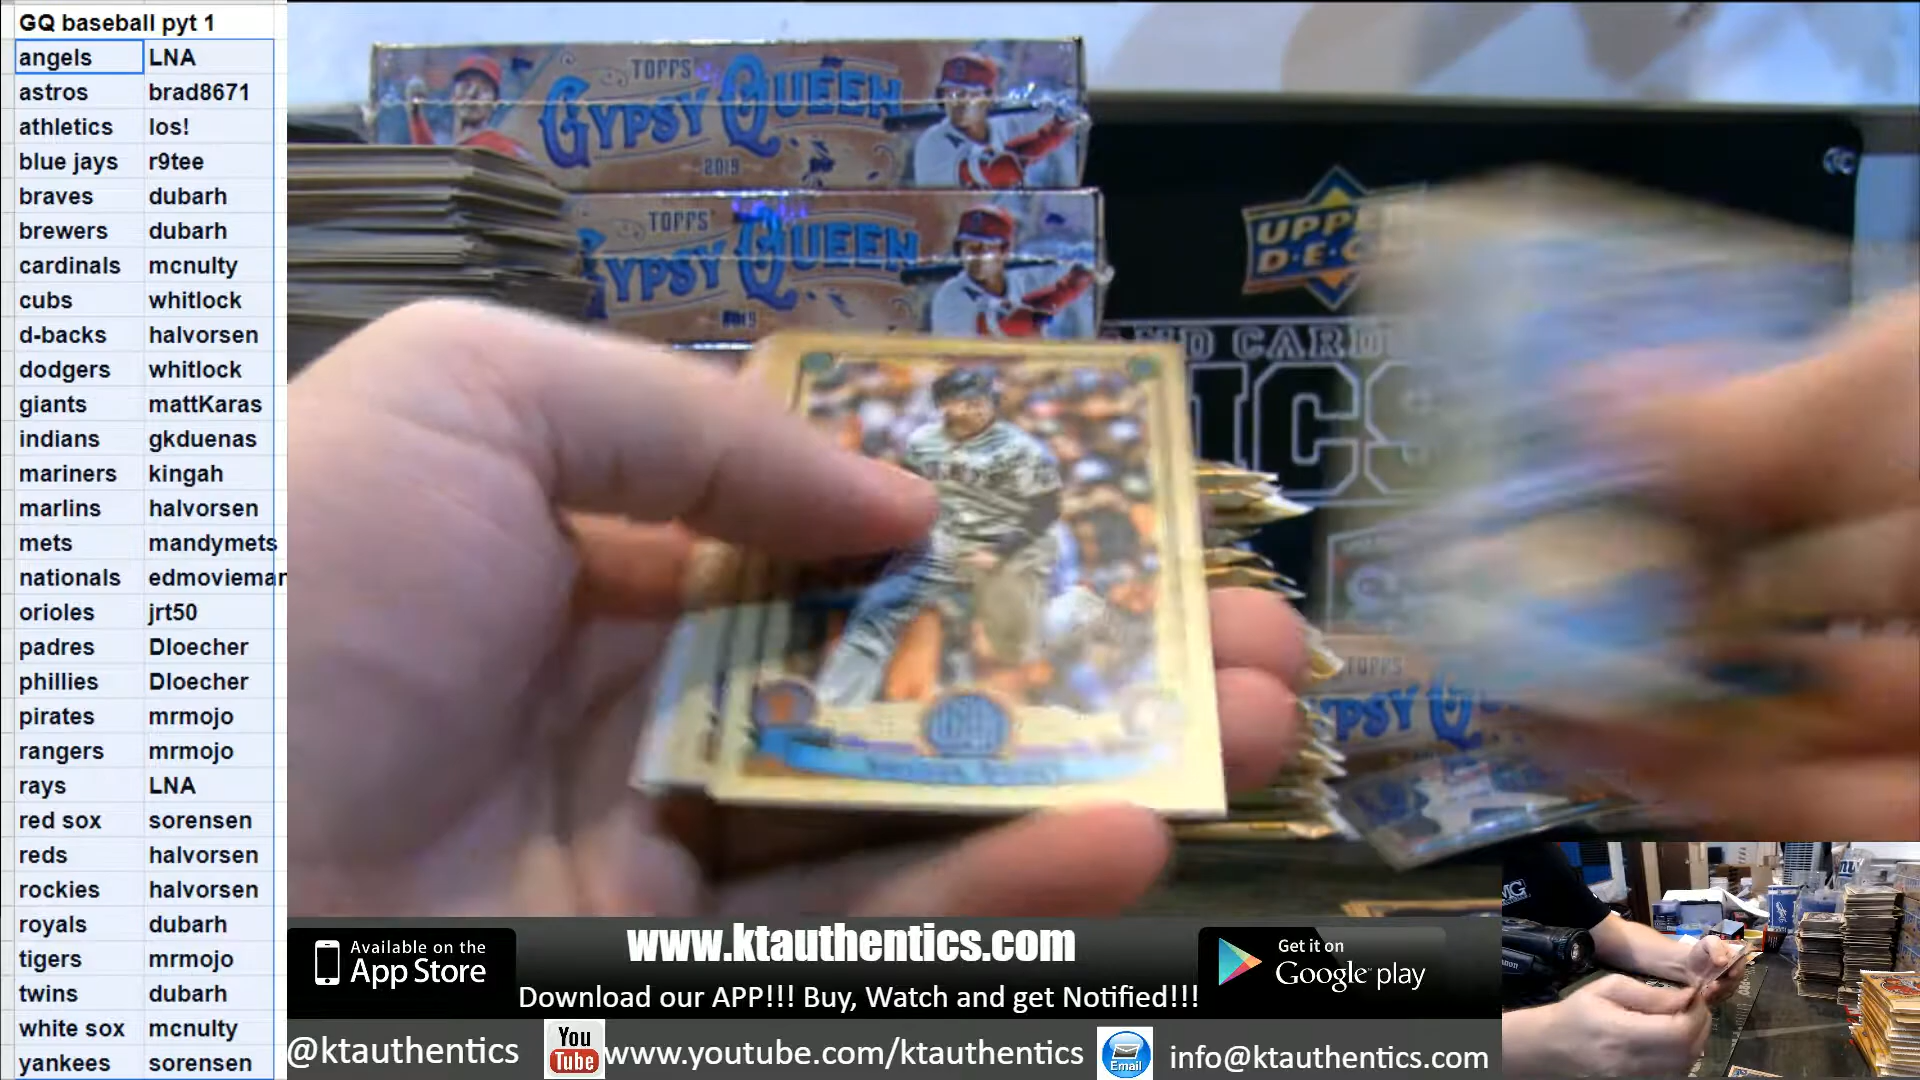 GQ baseball pyt 1
angels LNA
astros brad8671
athletics los!
blue jays r9tee
braves dubarh
brewers dubarh
cardinals mcnulty
cubs whitlock
d-backs halvorsen
dodgers whitlock
giants mattKaras
indians gkduenas
mariners kingah
marlins halvorsen
mets mandymets
nationals edmovieman
orioles jrt50
padres Dloecher
phillies Dloecher
pirates mrmojo
rangers mrmojo
rays LNA
red sox sorensen
reds halvorsen
rockies halvorsen
royals dubarh
tigers mrmojo
twins dubarh
white sox mcnulty
yankees sorensen
TOPPS
GYPSY QUEEN
2019
TOPPS
GYPSY QUEEN
2019
UPPER
TOPPS
Available on the
App Store
www.ktauthentics.com
Get it on
Google play
Download our APP!!! Buy, Watch and get Notified!!!
@ktauthentics
You
Tube
www.youtube.com/ktauthentics
Email
info@ktauthentics.com